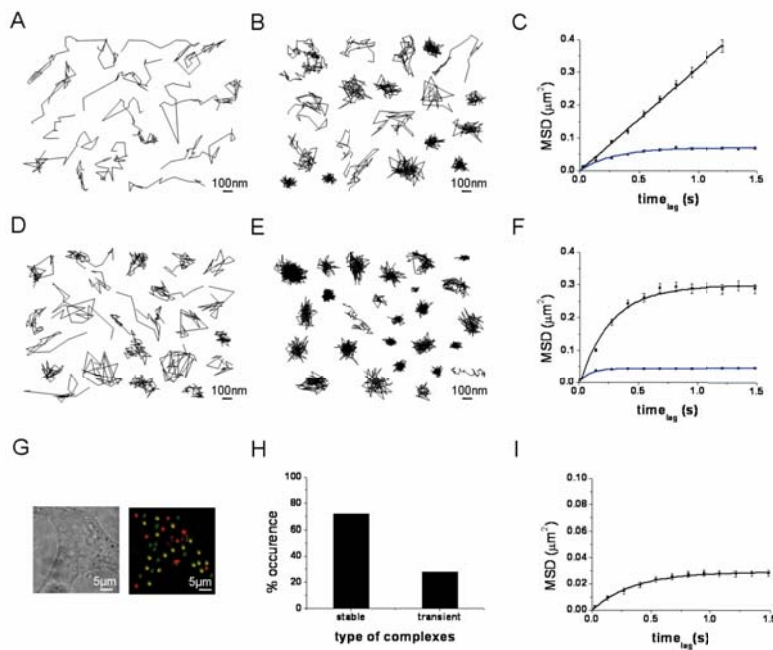 A
B
C
100nm
100nm
MSD (μm²)
0.4
0.3
0.2
0.1
0.0
0.0
0.5
1.0
1.5
time_lag (s)
D
E
F
100nm
100nm
MSD (μm²)
0.4
0.3
0.2
0.1
0.0
0.0
0.5
1.0
1.5
time_lag (s)
G
H
I
5μm
5μm
% occurence
100
80
60
40
20
0
stable
transient
type of complexes
MSD (μm²)
0.10
0.09
0.06
0.03
0.00
0.0
0.5
1.0
1.5
time_lag (s)